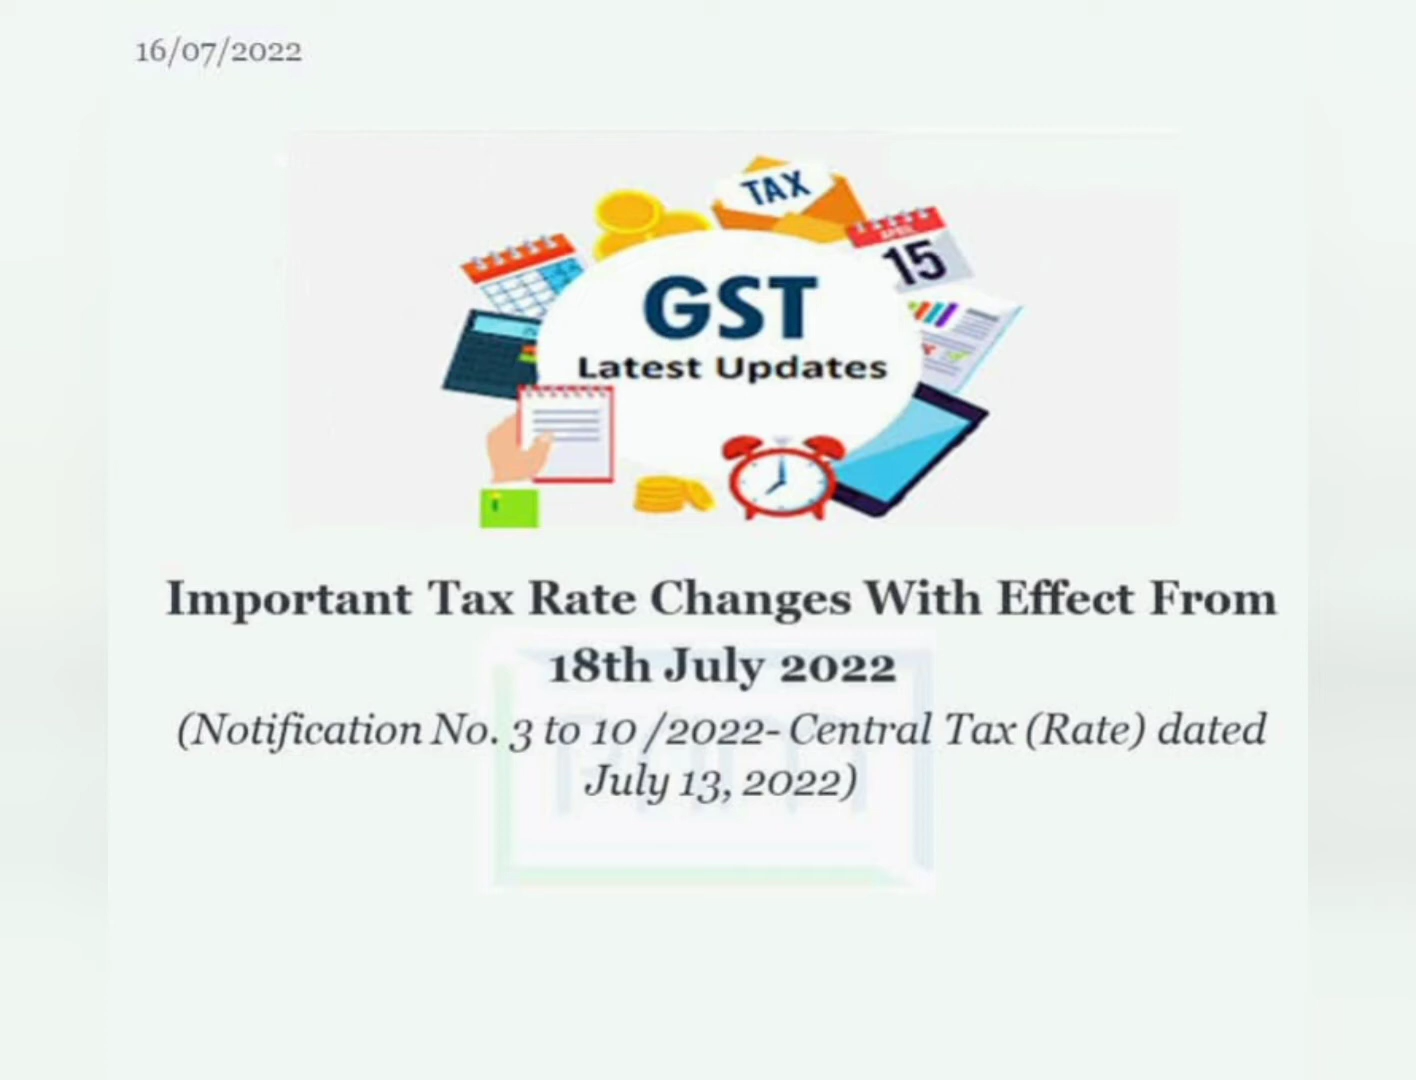 16/07/2022
TAX
APRIL
15
GST
Latest Updates
Important Tax Rate Changes With Effect From
18th July 2022
(Notification No. 3 to 10 /2022- Central Tax (Rate) dated
July 13, 2022)